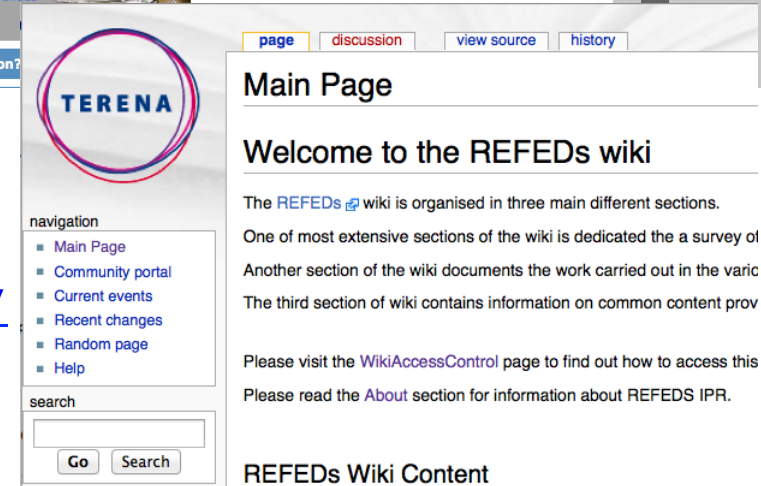 on?
page discussion view source history
TERENA
Main Page
Welcome to the REFEDs wiki
The REFEDs wiki is organised in three main different sections.
One of most extensive sections of the wiki is dedicated the a survey of
Another section of the wiki documents the work carried out in the vario
The third section of wiki contains information on common content prov
Please visit the WikiAccessControl page to find out how to access this
Please read the About section for information about REFEDS IPR.
REFEDs Wiki Content
navigation
Main Page
Community portal
Current events
Recent changes
Random page
Help
search
Go Search